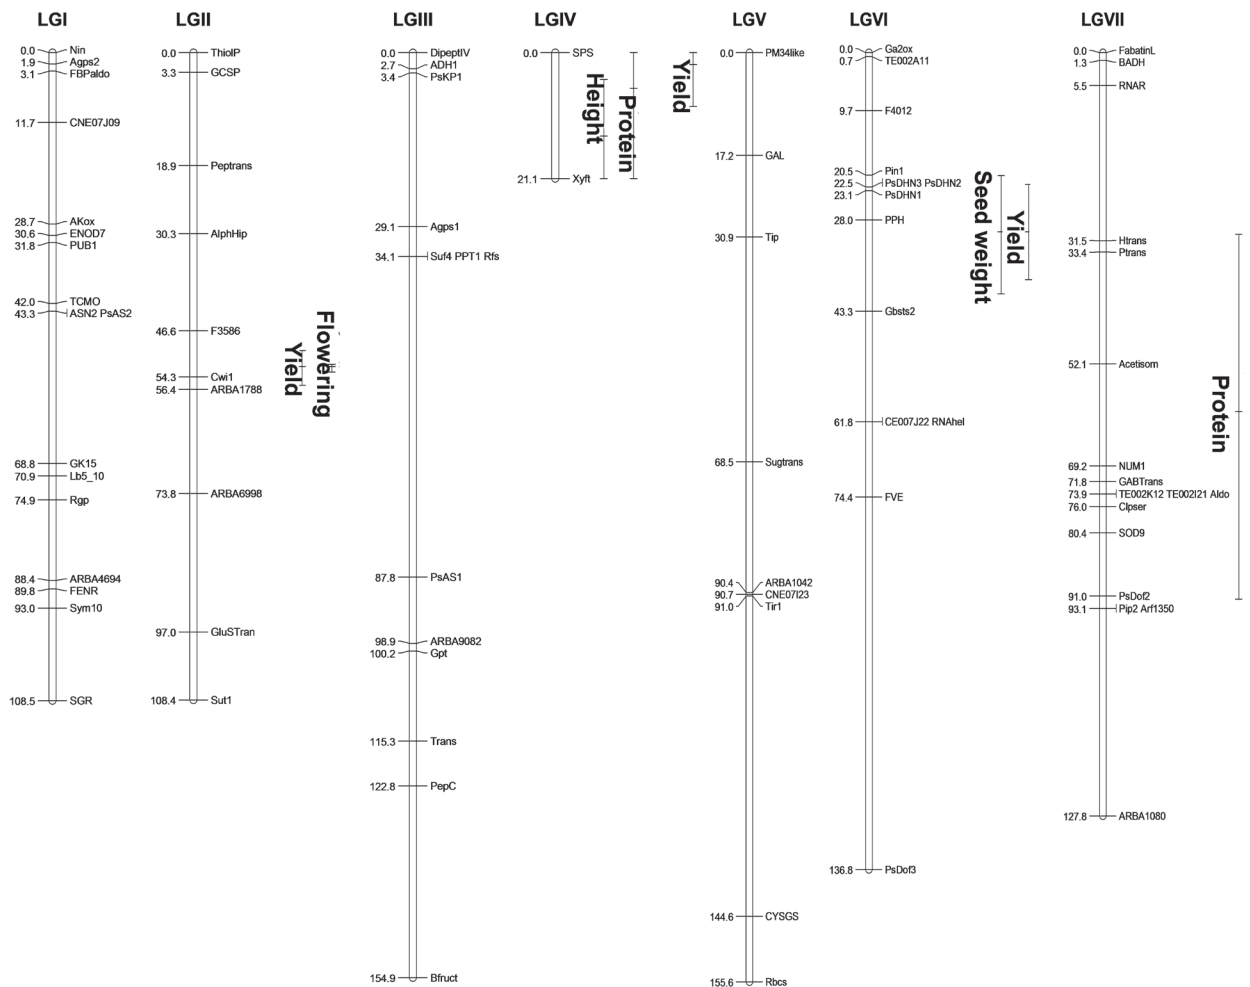 LGI
0.0 Nin
1.9 Agps2
3.1 FBPaldo
11.7 CNE07J09
28.7 AKox
30.6 ENOD7
31.8 PUB1
42.0 TCMO
43.3 ASN2 PsAS2
68.8 GK15
70.9 Lb5_10
74.9 Rgp
88.4 ARBA4694
89.8 FENR
93.0 Sym10
108.5 SGR
LGII
0.0 ThiolP
3.3 GCSP
18.9 Peptrans
30.3 AlphHip
46.6 F3586
54.3 Cwi1
56.4 ARBA1788
73.8 ARBA6998
97.0 GluSTran
108.4 Sut1
Yield
Flowering
LGIII
0.0 DipeptIV
2.7 ADH1
3.4 PsKP1
29.1 Agps1
34.1 Suf4 PPT1 Rfs
87.8 PsAS1
98.9 ARBA9082
100.2 Gpt
115.3 Trans
122.8 PepC
154.9 Bfruct
LGIV
0.0 SPS
21.1 Xyft
Height
Protein
LGV
0.0 PM34like
17.2 GAL
30.9 Tip
68.5 Sugtrans
90.4 ARBA1042
90.7 CNE07I23
91.0 Tir1
144.6 CYSGS
155.6 Rbcs
Yield
LGVI
0.0 Ga2ox
0.7 TE002A11
9.7 F4012
20.5 Pin1
22.5 PsDHN3 PsDHN2
23.1 PsDHN1
28.0 PPH
43.3 Gbsts2
61.8 CE007J22 RNAhel
74.4 FVE
136.8 PsDof3
Seed weight
Yield
LGVII
0.0 FabatinL
1.3 BADH
5.5 RNAR
31.5 Htrans
33.4 Ptrans
52.1 Acetisom
69.2 NUM1
71.8 GABTrans
73.9 TE002K12 TE002I21 Aldo
76.0 Clpser
80.4 SOD9
91.0 PsDof2
93.1 Pip2 Arf1350
127.8 ARBA1080
Protein